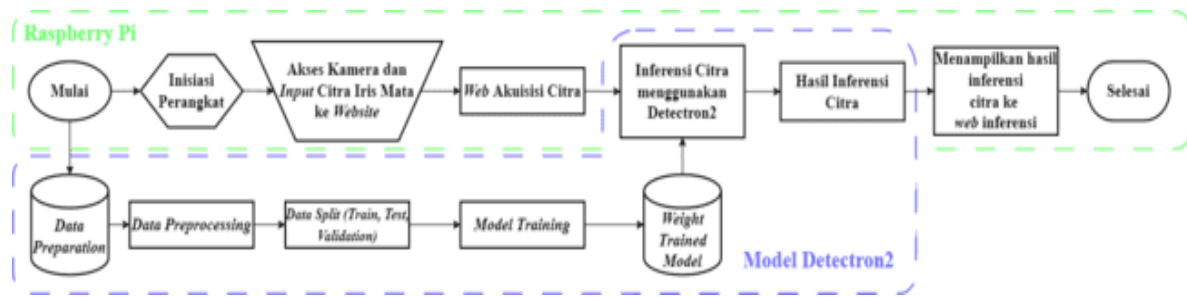 Raspberry Pi
Mulai
Inisiasi
Perangkat
Akses Kamera dan
Input Citra Iris Mata
ke Website
Web Akuisisi Citra
Inferensi Citra
menggunakan
Detectron2
Hasil Inferensi
Citra
Menampilkan hasil
inferensi
citra ke
web inferensi
Selesai
Data
Preparation
Data Preprocessing
Data Split (Train, Test,
Validation)
Model Training
Weight
Trained
Model
Model Detectron2